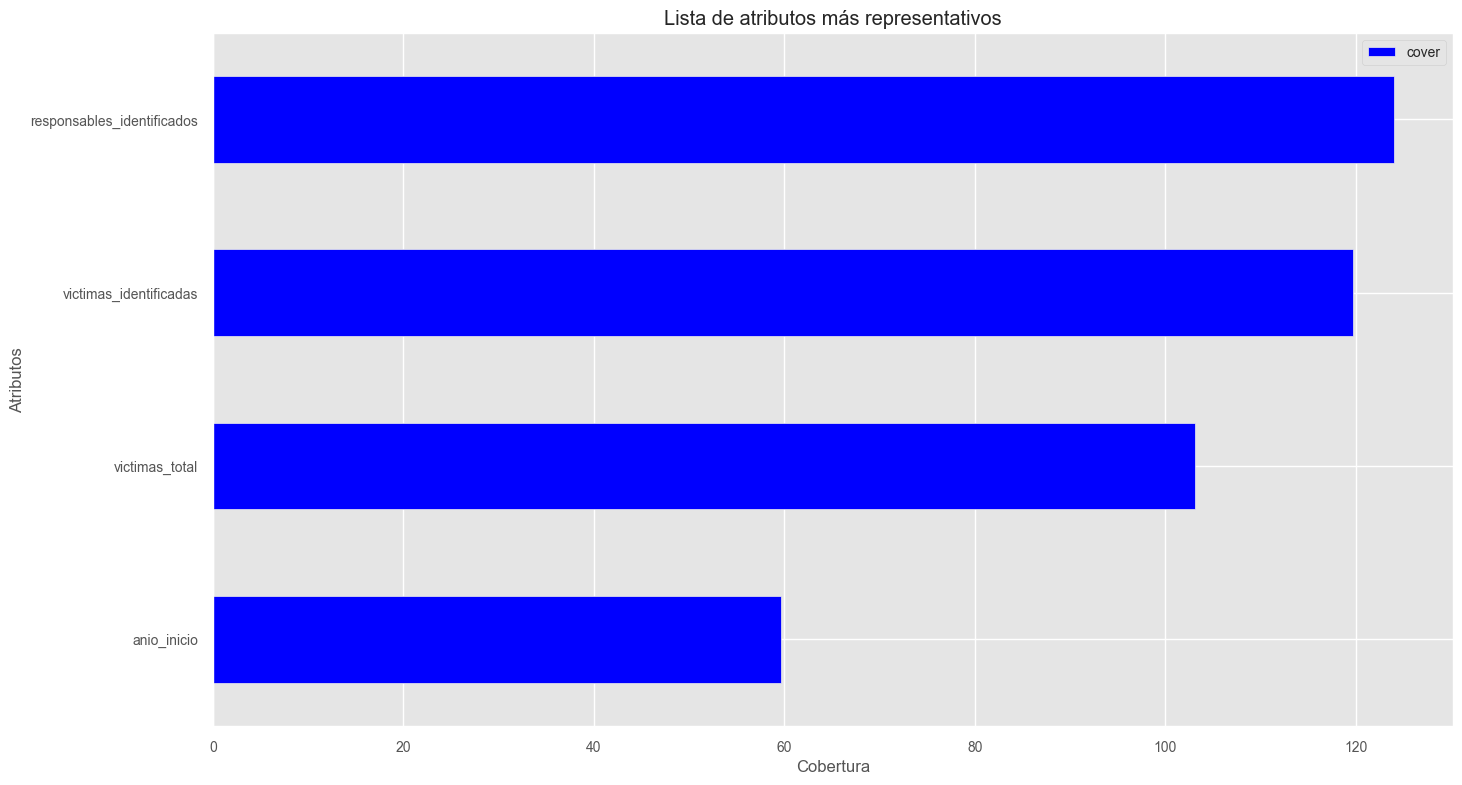 Lista de atributos más representativos
cover
responsables_identificados
victimas_identificadas
victimas_total
anio_inicio
Atributos
0 20 40 60 80 100 120
Cobertura